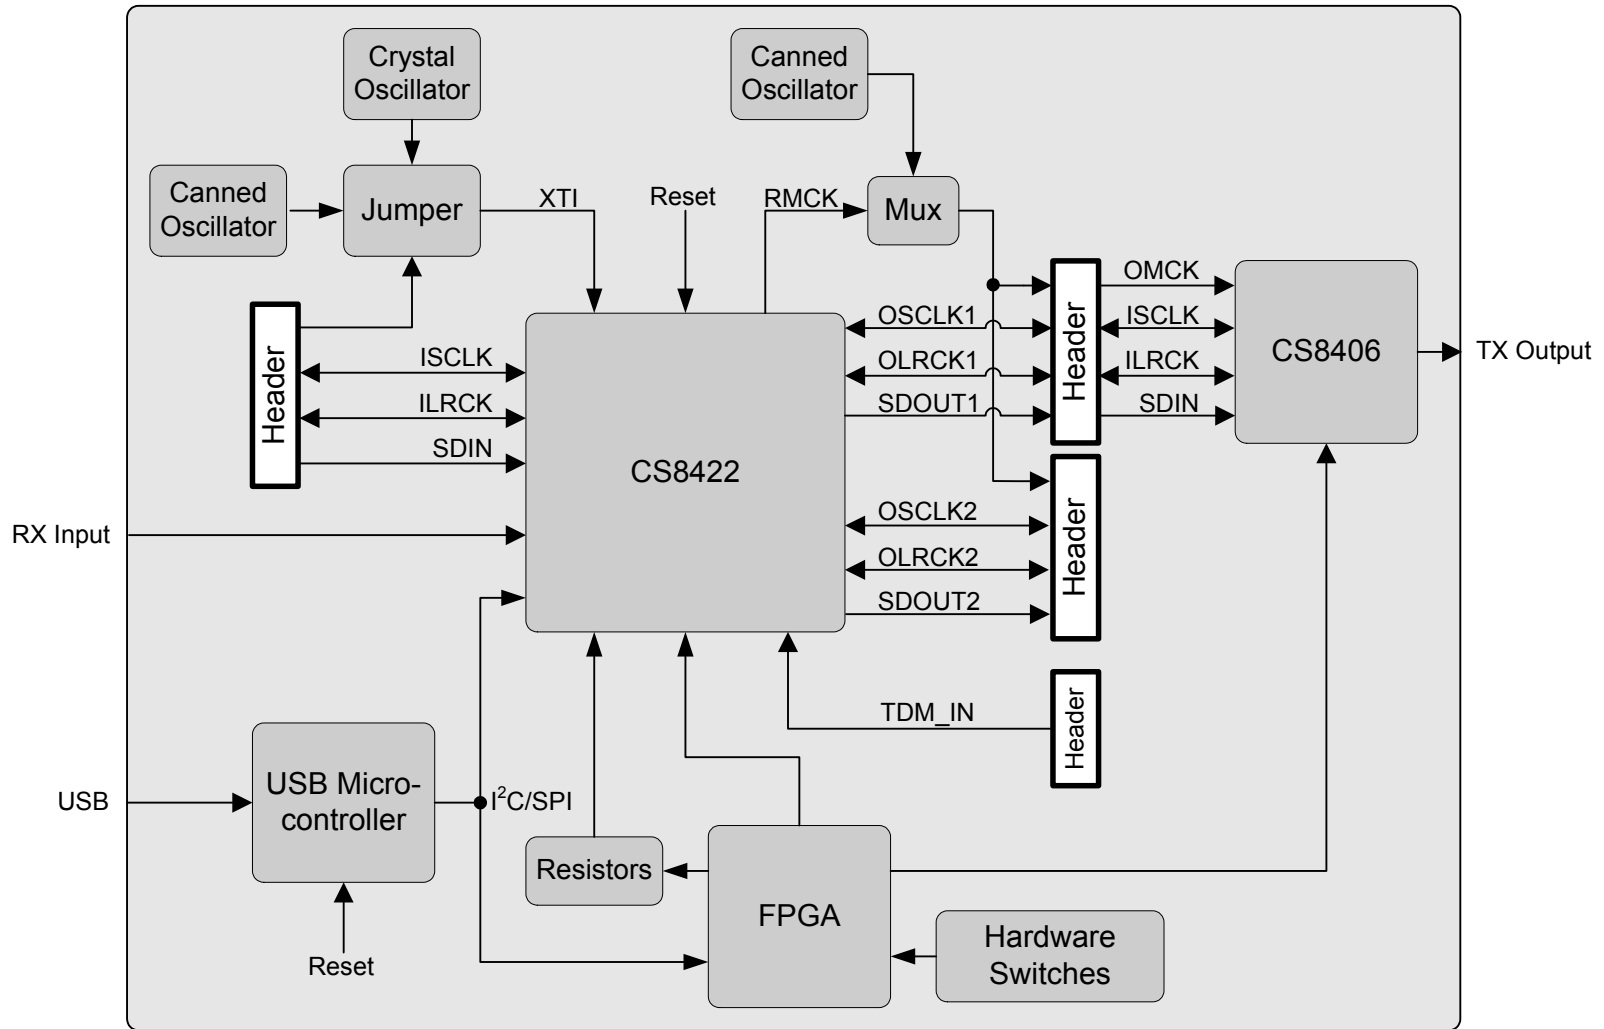 Crystal
Oscillator
Canned
Oscillator
Canned
Oscillator
Jumper
XTI
Reset
RMCK
Mux
Header
ISCLK
ILRCK
SDIN
CS8422
OSCLK1
OLRCK1
SDOUT1
Header
OMCK
ISCLK
ILRCK
SDIN
CS8406
TX Output
RX Input
OSCLK2
OLRCK2
SDOUT2
Header
TDM_IN
Header
USB
USB Micro-
controller
I²C/SPI
Reset
Resistors
FPGA
Hardware
Switches